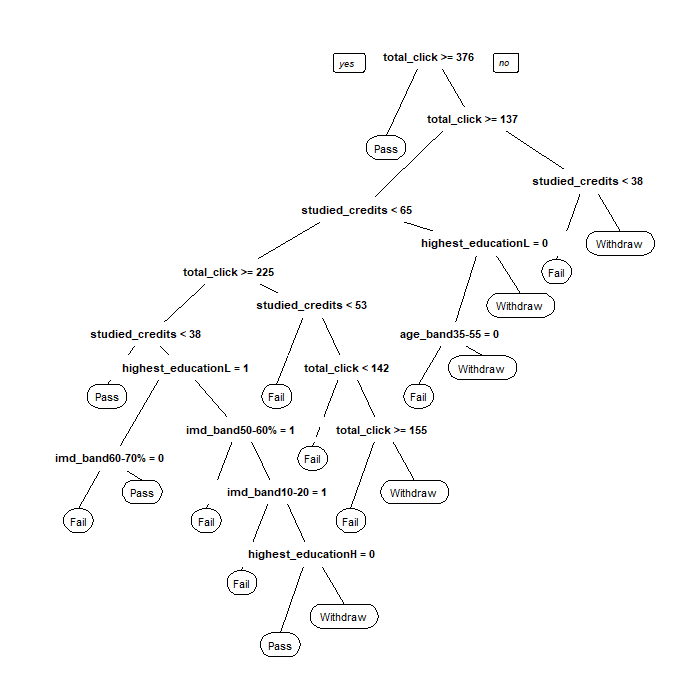 yes
total_click >= 376
no
total_click >= 137
Pass
studied_credits < 38
studied_credits < 65
highest_educationL = 0
Withdraw
Fail
total_click >= 225
studied_credits < 53
Withdraw
studied_credits < 38
age_band35-55 = 0
highest_educationL = 1
total_click < 142
Withdraw
Pass
Fail
Fail
imd_band50-60% = 1
total_click >= 155
imd_band60-70% = 0
Fail
Pass
imd_band10-20 = 1
Withdraw
Fail
Fail
Fail
highest_educationH = 0
Fail
Withdraw
Pass